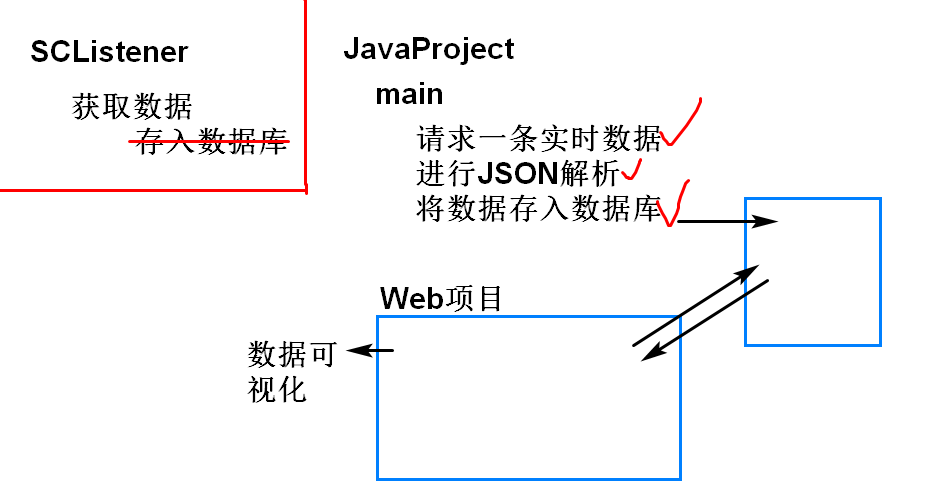 SCListener
获取数据
存入数据库
JavaProject
main
请求一条实时数据
进行JSON解析
将数据存入数据库
Web项目
数据可
视化